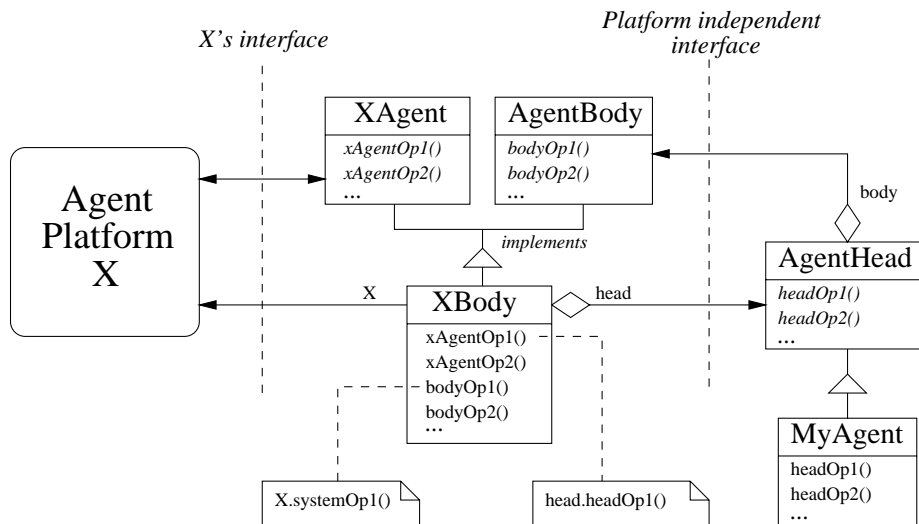 X's interface
Platform independent
interface
XAgent
xAgentOp1()
xAgentOp2()
...
AgentBody
bodyOp1()
bodyOp2()
...
Agent
Platform
X
implements
body
AgentHead
headOp1()
headOp2()
...
X
XBody
xAgentOp1()
xAgentOp2()
bodyOp1()
bodyOp2()
...
head
MyAgent
headOp1()
headOp2()
...
X.systemOp1()
head.headOp1()